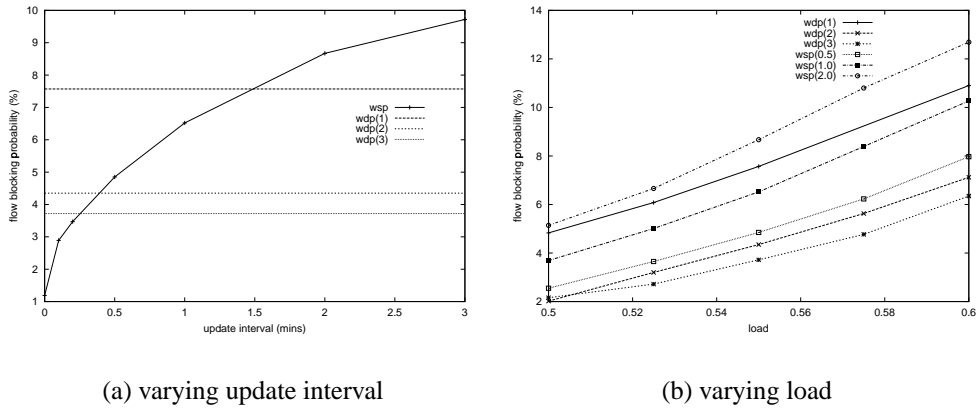 10
9
8
7
6
5
4
3
2
1
flow blocking probability (%)
wsp
wdp(1)
wdp(2)
wdp(3)
0
0.5
1
1.5
2
2.5
3
update interval (mins)
(a) varying update interval
14
12
10
8
6
4
2
flow blocking probability (%)
wdp(1)
wdp(2)
wdp(3)
wsp(0.5)
wsp(1.0)
wsp(2.0)
0.5
0.52
0.54
0.56
0.58
0.6
load
(b) varying load